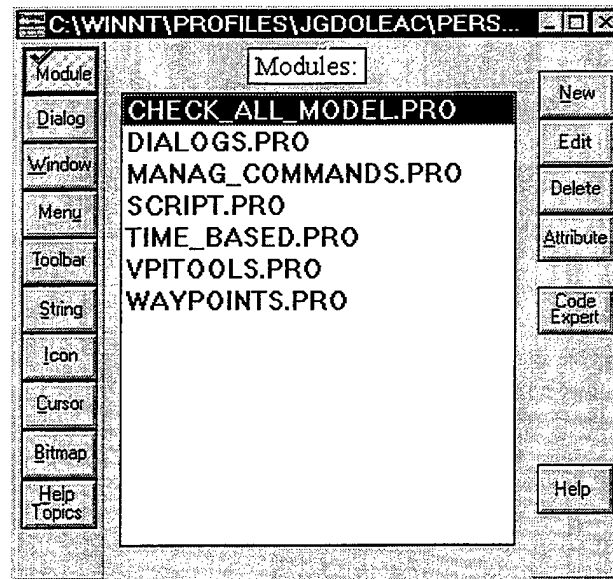 C:\WINNT\PROFILES\JGDOLEAC\PERS...
Module
Dialog
Window
Menu
Toolbar
String
Icon
Cursor
Bitmap
Help
Topics
Modules:
CHECK_ALL_MODEL.PRO
DIALOGS.PRO
MANAG_COMMANDS.PRO
SCRIPT.PRO
TIME_BASED.PRO
VPITOOLS.PRO
WAYPOINTS.PRO
New
Edit
Delete
Attribute
Code
Expert
Help